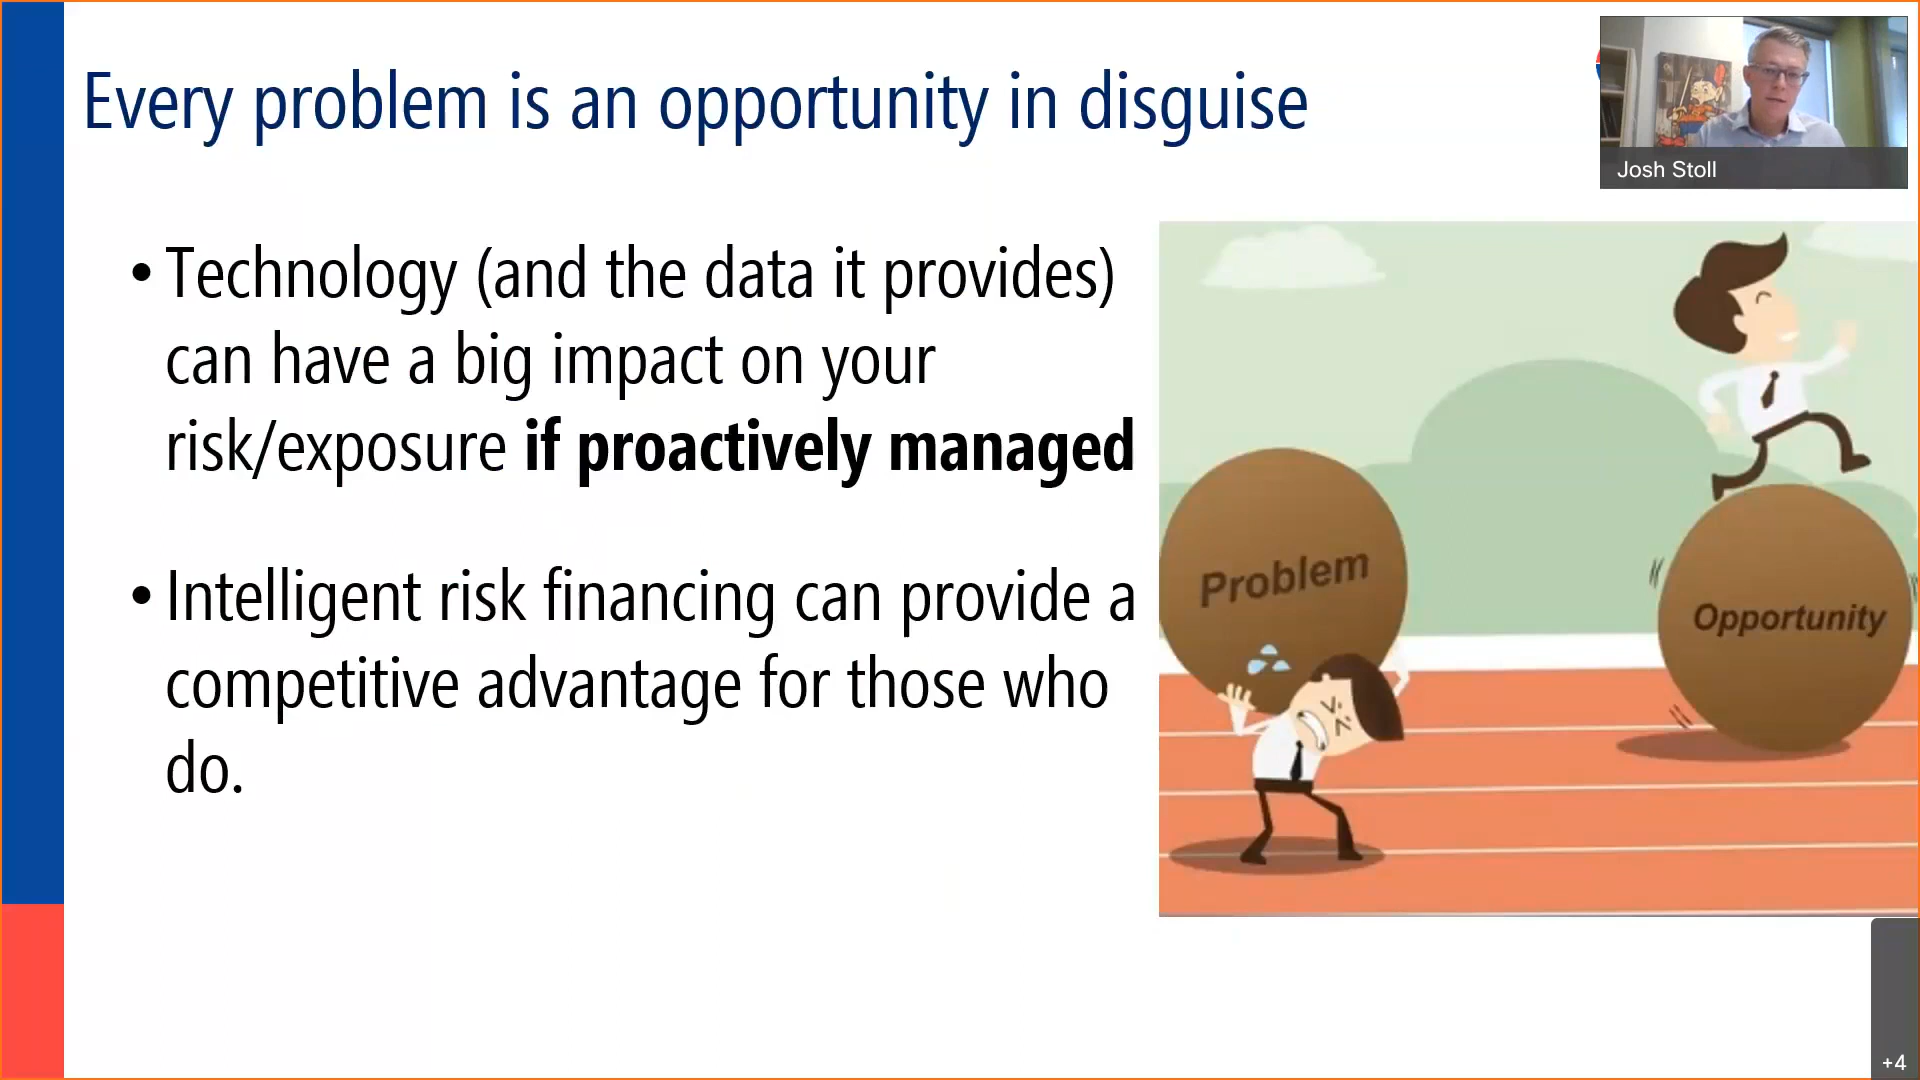 Every problem is an opportunity in disguise
Josh Stoll
• Technology (and the data it provides)
can have a big impact on your
risk/exposure if proactively managed
• Intelligent risk financing can provide a
competitive advantage for those who
do.
Problem
Opportunity
+4